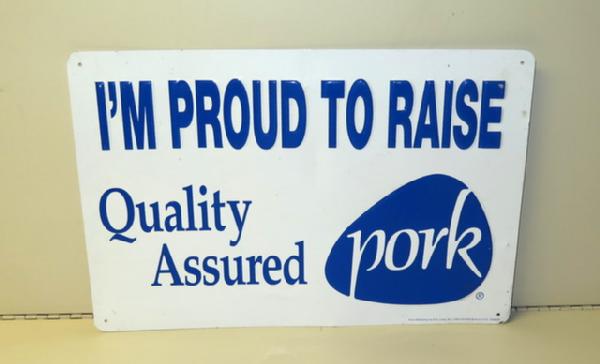 I'M PROUD TO RAISE
Quality
Assured
pork
®